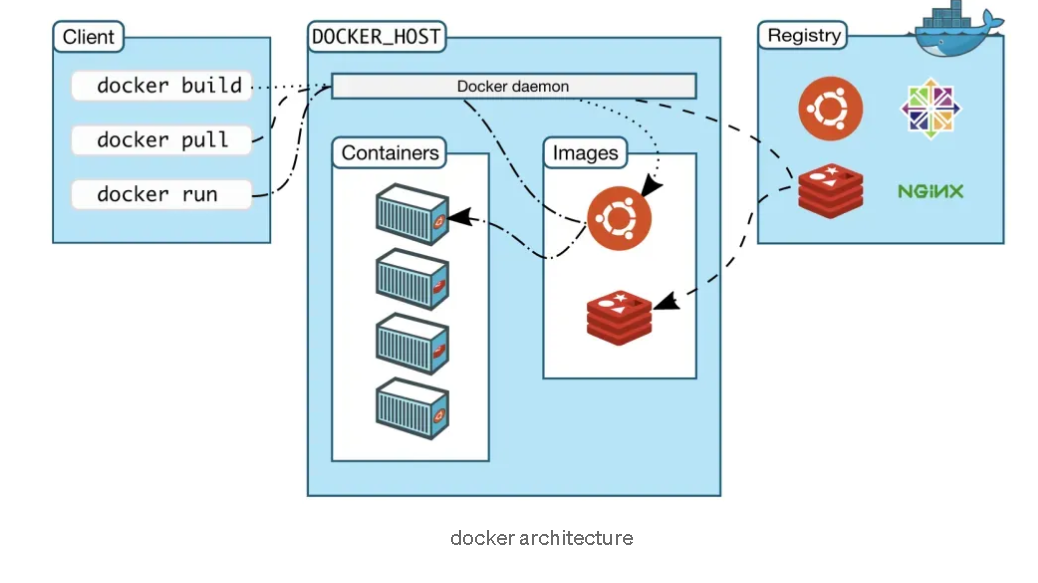 Client
docker build
docker pull
docker run
DOCKER_HOST
Docker daemon
Containers
Images
Registry
NGINX
docker architecture